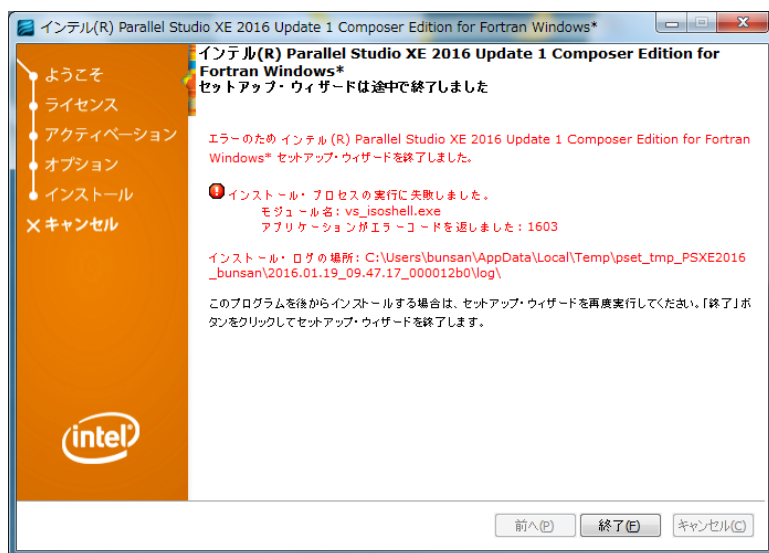 インテル(R) Parallel Studio XE 2016 Update 1 Composer Edition for Fortran Windows*
ようこそ
ライセンス
アクティベーション
オプション
インストール
キャンセル
インテル(R) Parallel Studio XE 2016 Update 1 Composer Edition for
Fortran Windows*
セットアップ・ウィザードは途中で終了しました
エラーのため インテル(R) Parallel Studio XE 2016 Update 1 Composer Edition for Fortran
Windows* セットアップ・ウィザードを終了しました。
インストール・プロセスの実行に失敗しました。
モジュール名: vs_isoshell.exe
アプリケーションがエラーコードを返しました: 1603
インストール・ログの場所: C:\Users\bunsan\AppData\Local\Temp\pset_tmp_PSXE2016
_bunsan\2016.01.19_09.47.17_000012b0\log\
このプログラムを後からインストールする場合は、セットアップ・ウィザードを再度実行してください。「終了」ボ
タンをクリックしてセットアップ・ウィザードを終了します。
intel
前へ(P)
終了(F)
キャンセル(C)